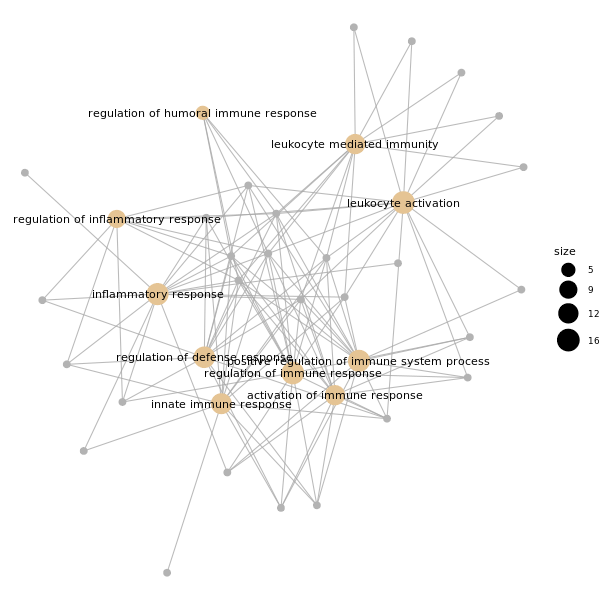 regulation of humoral immune response
leukocyte mediated immunity
leukocyte activation
regulation of inflammatory response
size
5
9
12
16
inflammatory response
regulation of defense response
positive regulation of immune system process
regulation of immune response
activation of immune response
innate immune response